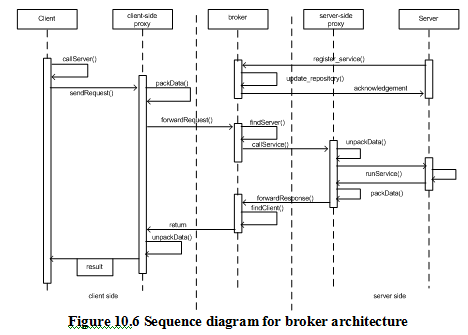 Client
client-side
proxy
broker
server-side
proxy
Server
callServer()
register_service()
packData()
update_repository()
sendRequest()
acknowledgement
forwardRequest()
findServer()
callService()
unpackData()
runService()
packData()
forwardResponse()
findClient()
return
unpackData()
result
client side
server side
Figure 10.6 Sequence diagram for broker architecture